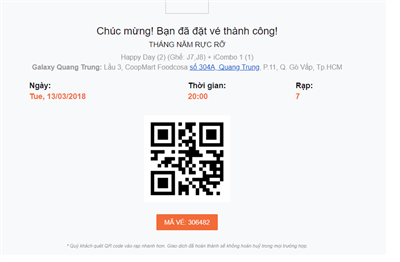 Chúc mừng! Bạn đã đặt vé thành công!
THÁNG NĂM RỰC RỠ
Happy Day (2) (Ghế: J7,J8) + iCombo 1 (1)
Galaxy Quang Trung: Lầu 3, CoopMart Foodcosa số 304A, Quang Trung, P.11, Q. Gò Vấp, Tp.HCM
Ngày: Thời gian: Rạp:
Tue, 13/03/2018 20:00 7
MÃ VÉ: 306482
* Quý khách quét QR code vào rạp nhanh hơn. Giao dịch đã hoàn thành sẽ không hoàn huỷ trong mọi trường hợp.